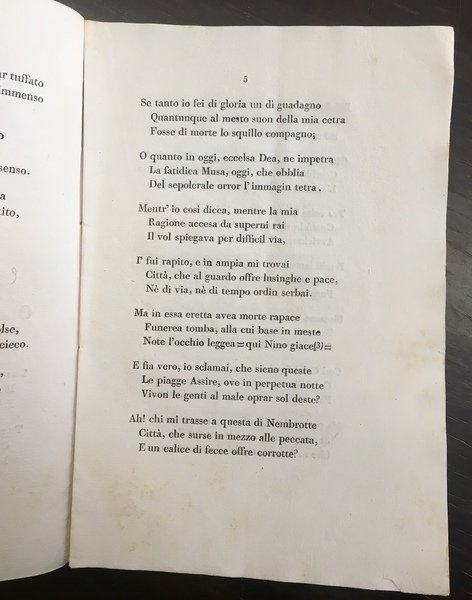 r tuffato
Immenso
o
senso.
a
tito,
olse,
cieco.
,
5
Se tanto io fei di gloria un dì guadagno
Quantunque al mesto suon della mia cetra
Fosse di morte lo squillo compagno;
O quanto in oggi, eccelsa Dea, ne impetra
La fatidica Musa, oggi, che obblia
Del sepolcrale orror l'immagin tetra.
Mentr' io così dicea, mentre la mia
Ragione accesa da superni rai
Il vol spiegava per difficil via,
I' fui rapito, e in ampia mi trovai
Città, che al guardo offre lusinghe e pace,
Nè di via, nè di tempo ordin serbai.
Ma in essa eretta avea morte rapace
Funerea tomba, alla cui base in meste
Note l'occhio leggea=qui Nino giace(3)=
E fia vero, io sclamai, che sieno queste
Le piagge Assire, ove in perpetua notte
Vivon le genti al male oprar sol deste?
Ah! chi mi trasse a questa di Nembrotte
Città, che surse in mezzo alle peccata,
E un calice di fecce offre corrotte?